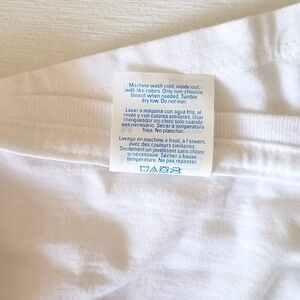 Machine wash cold, inside out,
with like colors. Only non-chlorine
bleach when needed. Tumble
dry low. Do not iron
Lavar a máquina con agua fría, al
revés y con colores similares. Usar
blanqueador sin cloro solo cuando
sea necesario. Secar a temperatura
baja. No planchar.
Lavage en machine à froid, à l'envers,
avec des couleurs similaires.
Seulement un javellisant sans chlore
si nécessaire. Sécher à basse
température. Ne pas repasser.